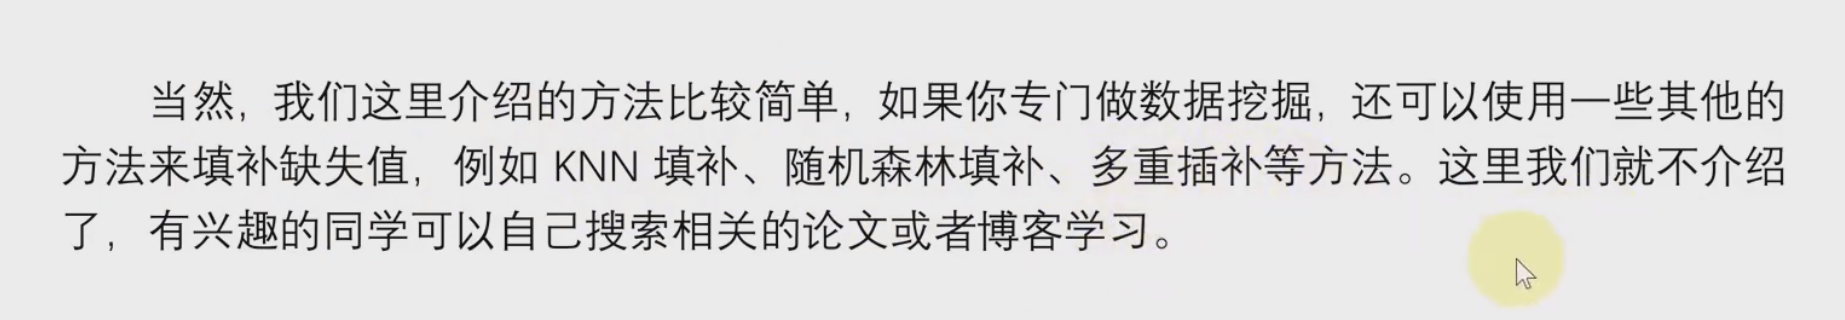 当然，我们这里介绍的方法比较简单，如果你专门做数据挖掘，还可以使用一些其他的
方法来填补缺失值，例如 KNN 填补、随机森林填补、多重插补等方法。这里我们就不介绍
了，有兴趣的同学可以自己搜索相关的论文或者博客学习。